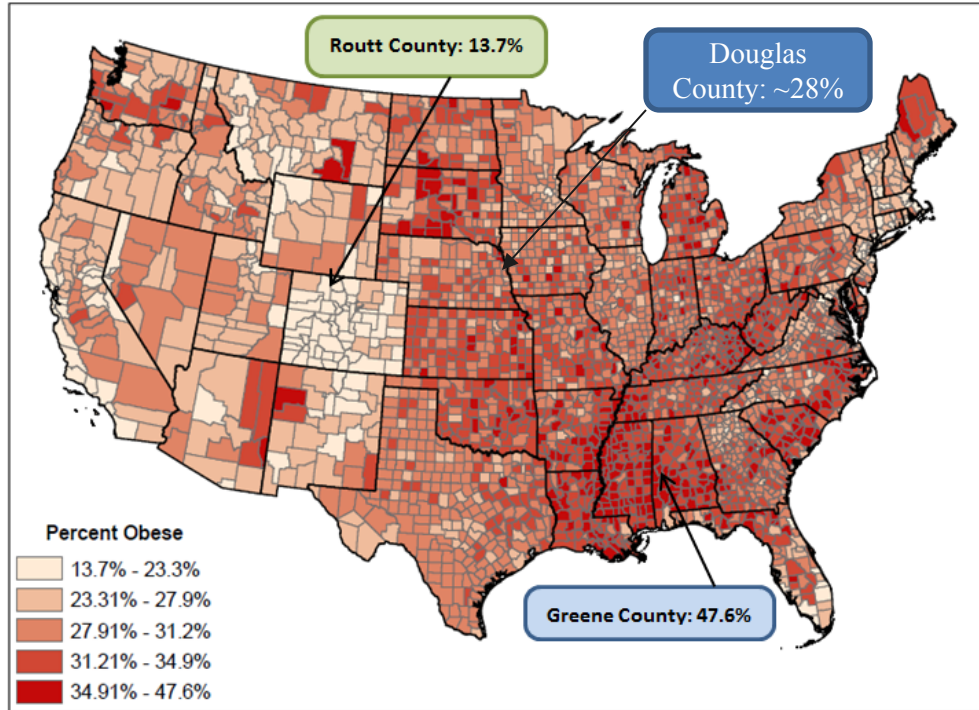 Routt County: 13.7%
Douglas
County: ~28%
Greene County: 47.6%
Percent Obese
13.7% - 23.3%
23.31% - 27.9%
27.91% - 31.2%
31.21% - 34.9%
34.91% - 47.6%